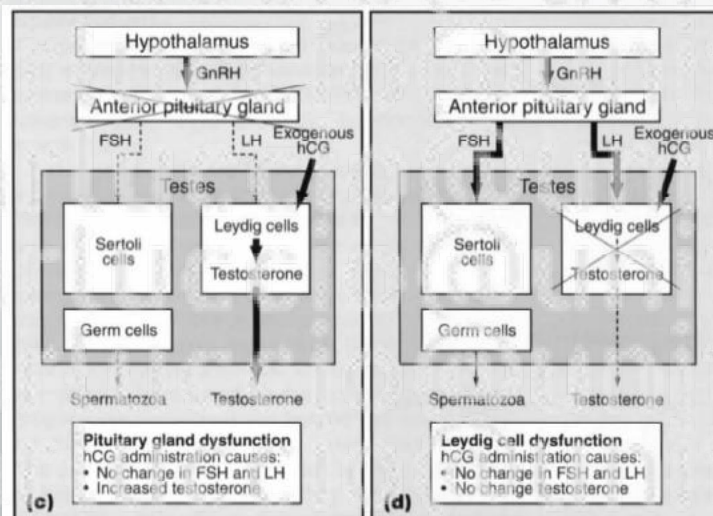 Hypothalamus
GnRH
Anterior pituitary gland
FSH
LH
Exogenous
hCG
Testes
Sertoli
cells
Leydig cells
Testosterone
Germ cells
Spermatozoa
Testosterone
Pituitary gland dysfunction
hCG administration causes:
• No change in FSH and LH
• Increased testosterone
(c)
Hypothalamus
GnRH
Anterior pituitary gland
FSH
LH
Exogenous
hCG
Testes
Sertoli
cells
Leydig cells
Testosterone
Germ cells
Spermatozoa
Testosterone
Leydig cell dysfunction
hCG administration causes:
• No change in FSH and LH
• No change testosterone
(d)